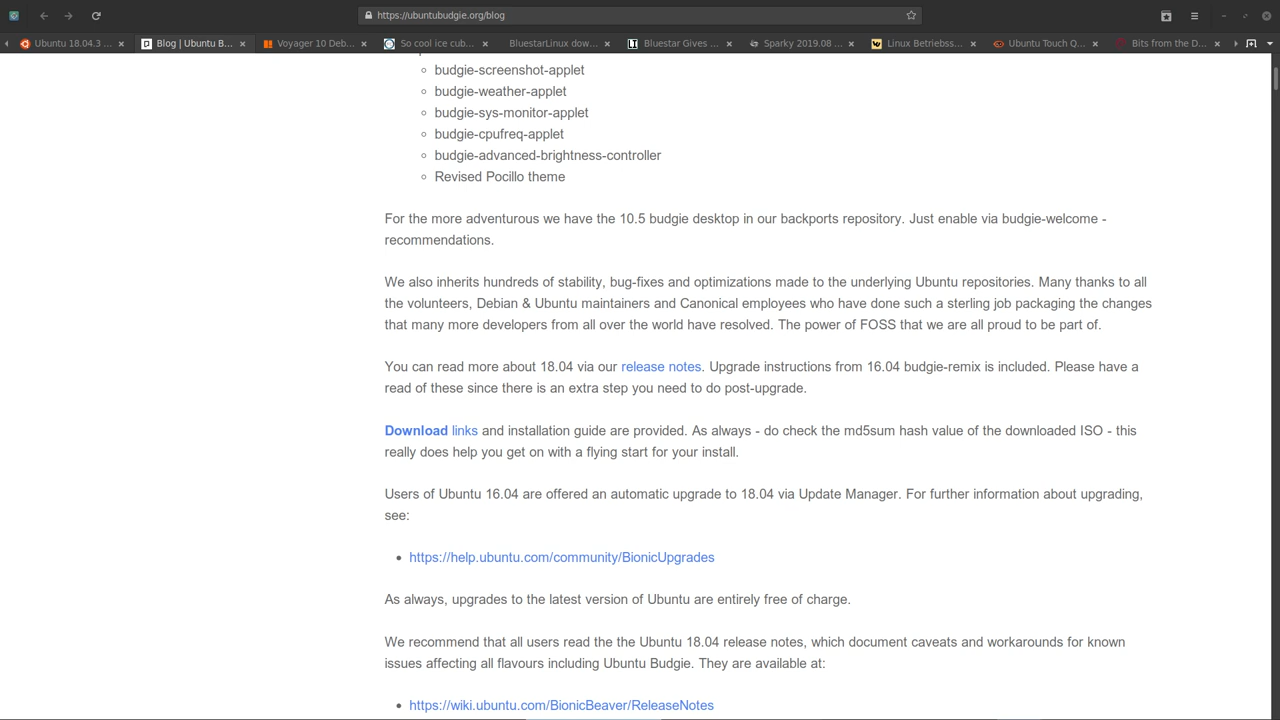 https://ubuntubudgie.org/blog
Ubuntu 18.04.3 ...
Blog | Ubuntu B...
Voyager 10 Deb...
So cool ice cub...
BluestarLinux dow...
Bluestar Gives ...
Sparky 2019.08 ...
Linux Betriebss...
Ubuntu Touch Q...
Bits from the D...
budgie-screenshot-applet
budgie-weather-applet
budgie-sys-monitor-applet
budgie-cpufreq-applet
budgie-advanced-brightness-controller
Revised Pocillo theme
For the more adventurous we have the 10.5 budgie desktop in our backports repository. Just enable via budgie-welcome -
recommendations.
We also inherits hundreds of stability, bug-fixes and optimizations made to the underlying Ubuntu repositories. Many thanks to all
the volunteers, Debian & Ubuntu maintainers and Canonical employees who have done such a sterling job packaging the changes
that many more developers from all over the world have resolved. The power of FOSS that we are all proud to be part of.
You can read more about 18.04 via our release notes. Upgrade instructions from 16.04 budgie-remix is included. Please have a
read of these since there is an extra step you need to do post-upgrade.
Download links and installation guide are provided. As always - do check the md5sum hash value of the downloaded ISO - this
really does help you get on with a flying start for your install.
Users of Ubuntu 16.04 are offered an automatic upgrade to 18.04 via Update Manager. For further information about upgrading,
see:
https://help.ubuntu.com/community/BionicUpgrades
As always, upgrades to the latest version of Ubuntu are entirely free of charge.
We recommend that all users read the the Ubuntu 18.04 release notes, which document caveats and workarounds for known
issues affecting all flavours including Ubuntu Budgie. They are available at:
https://wiki.ubuntu.com/BionicBeaver/ReleaseNotes